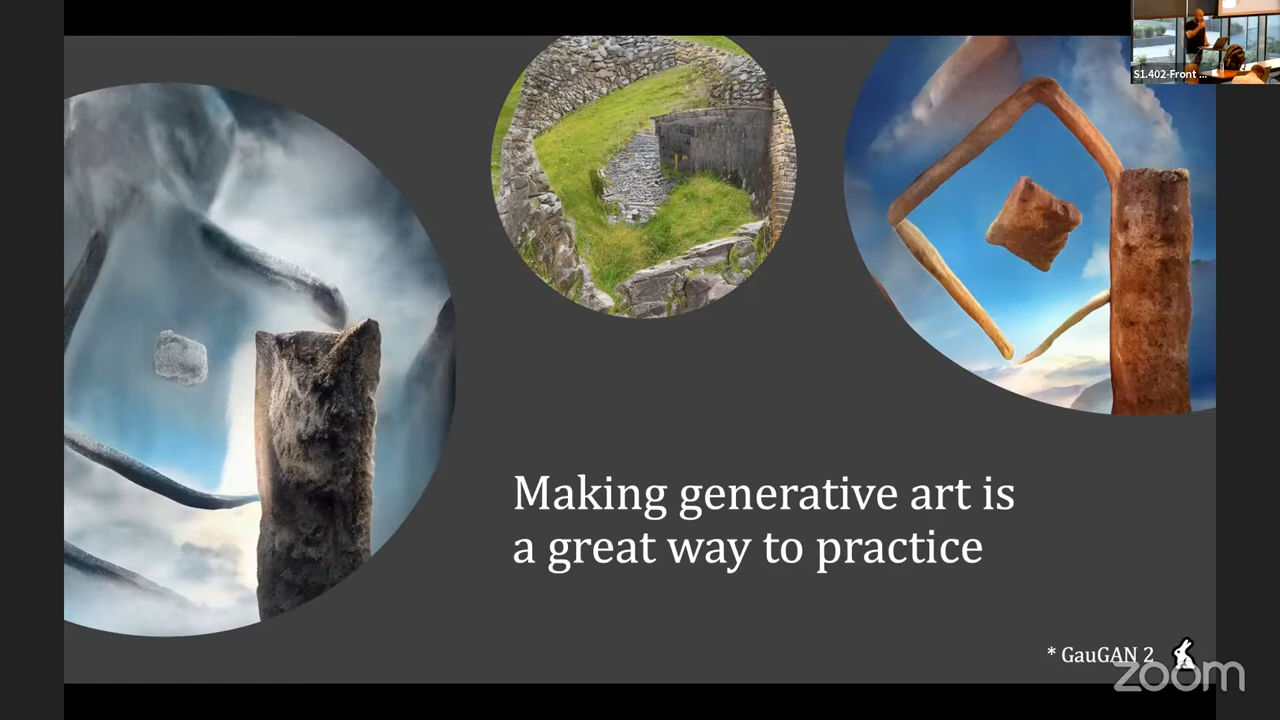 S1.402-Front ...
Making generative art is
a great way to practice
* GauGAN 2
zoom